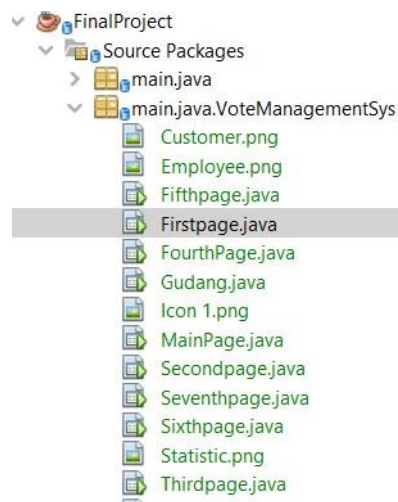 FinalProject
Source Packages
main.java
main.java.VoteManagementSys
Customer.png
Employee.png
Fifthpage.java
Firstpage.java
FourthPage.java
Gudang.java
Icon 1.png
MainPage.java
Secondpage.java
Seventhpage.java
Sixthpage.java
Statistic.png
Thirdpage.java